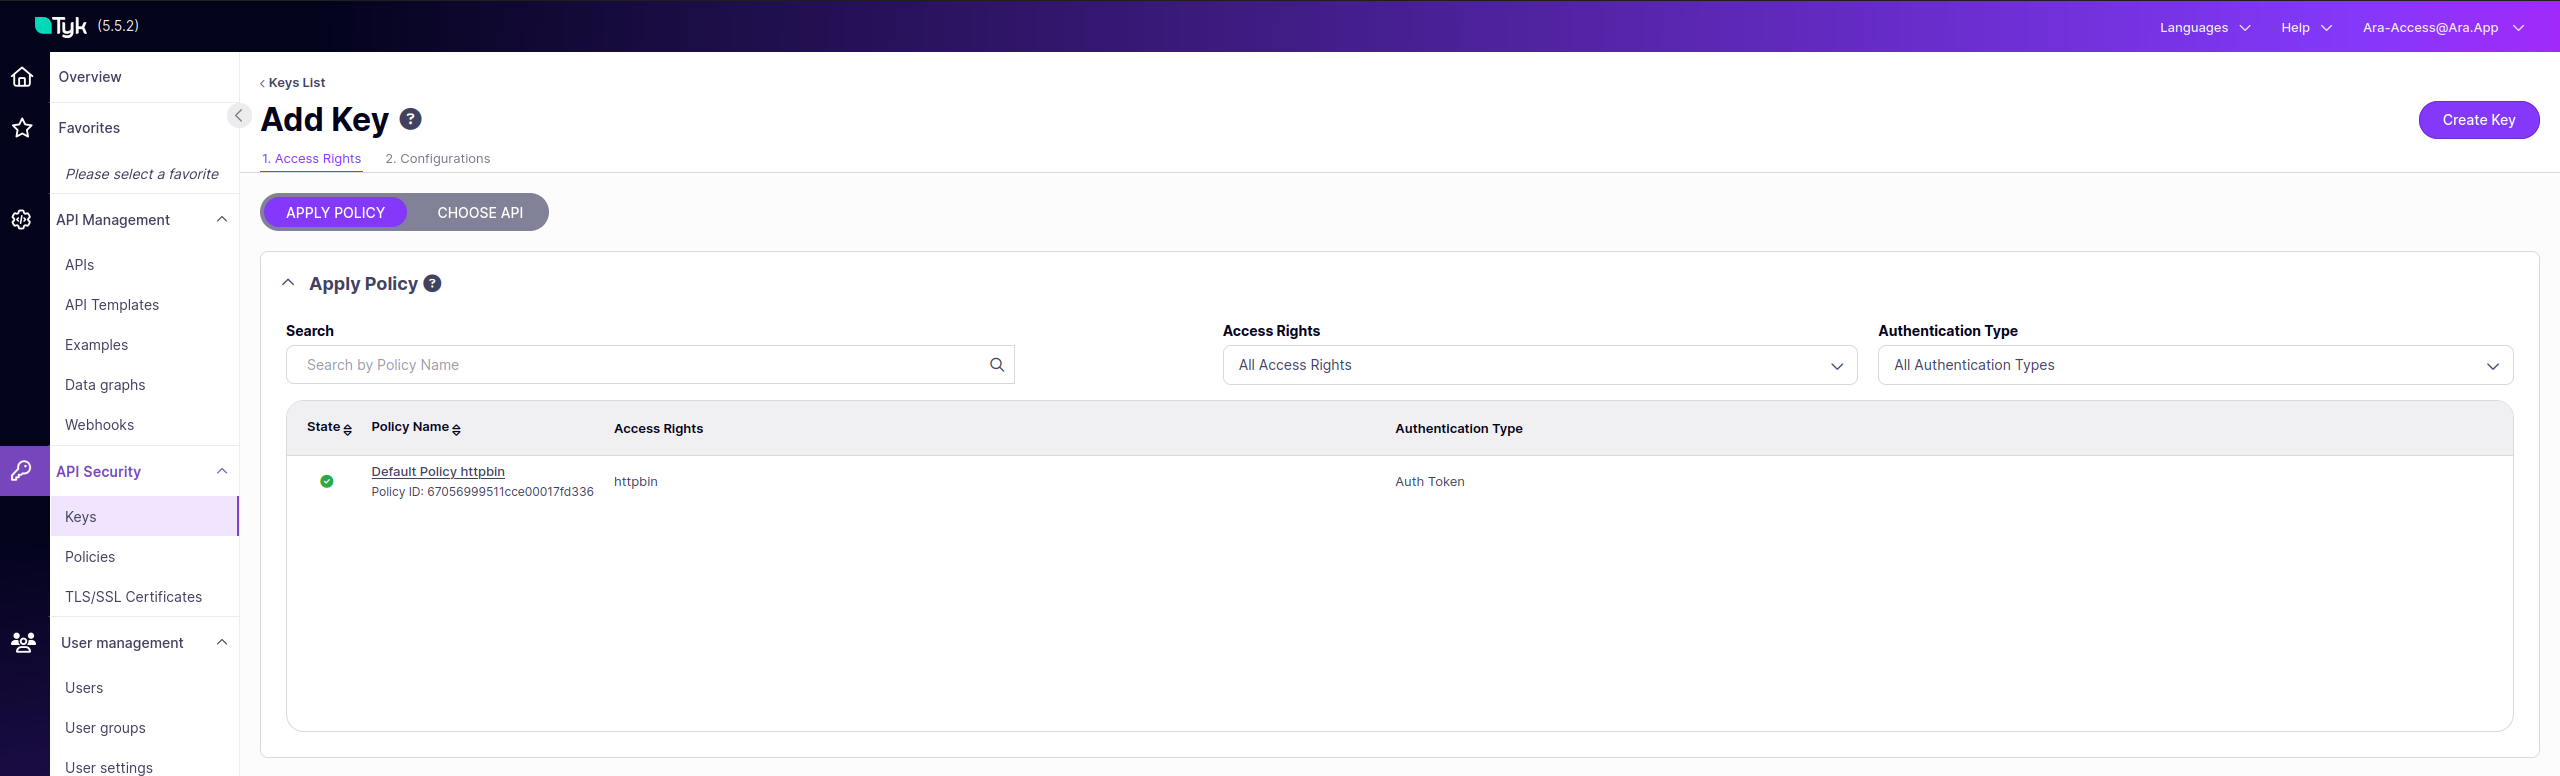 Tyk (5.5.2)
Languages
Help
Ara-Access@Ara.App
Overview
Favorites
Please select a favorite
API Management
APIs
API Templates
Examples
Data graphs
Webhooks
API Security
Keys
Policies
TLS/SSL Certificates
User management
Users
User groups
User settings
‹ Keys List
Add Key ?
Create Key
1. Access Rights 2. Configurations
APPLY POLICY CHOOSE API
Apply Policy ?
Search Access Rights Authentication Type
Search by Policy Name All Access Rights All Authentication Types
State Policy Name Access Rights Authentication Type
Default Policy httpbin
Policy ID: 67056999511cce00017fd336
httpbin
Auth Token